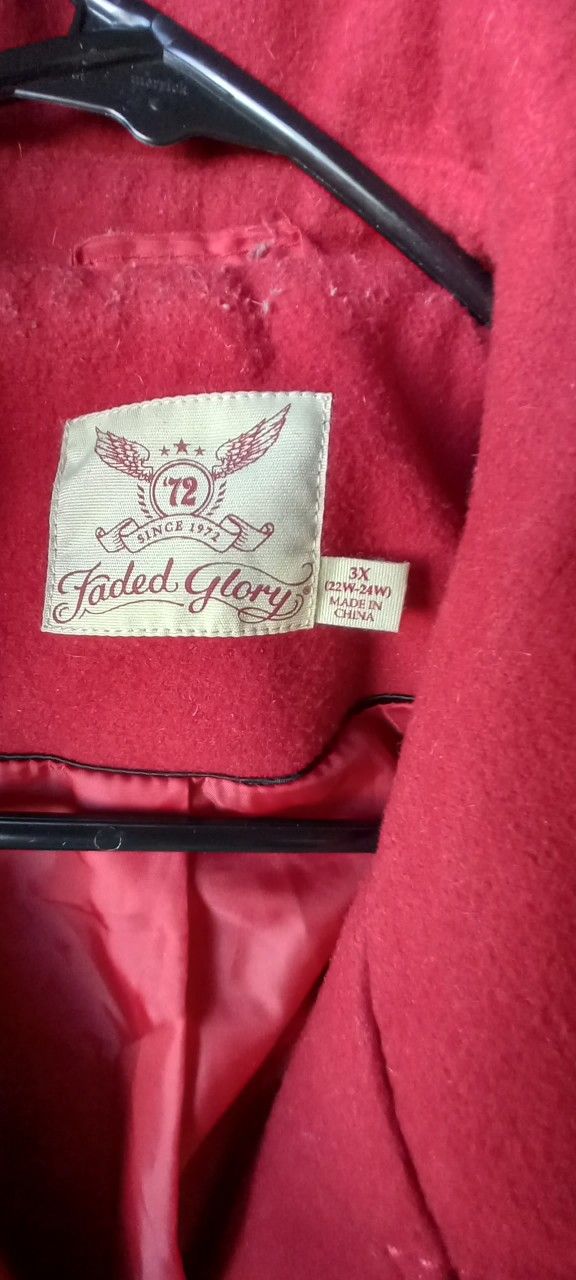 '72
SINCE 1972
Faded Glory®
3X
(22W-24W)
MADE IN
CHINA